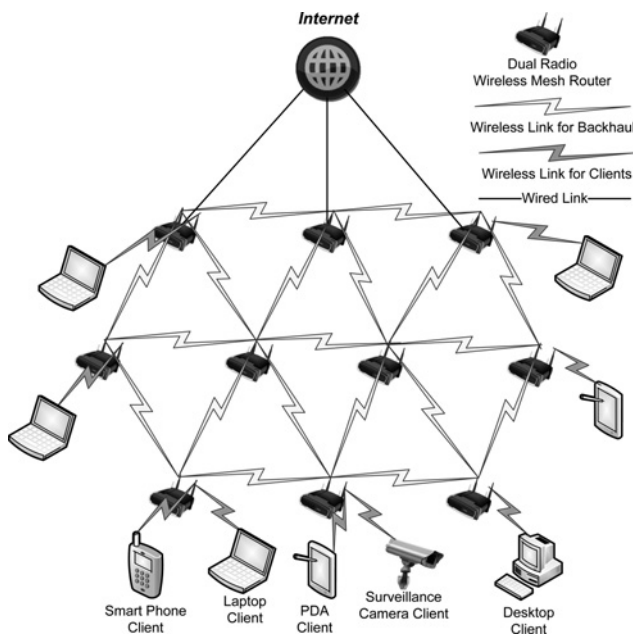 Internet
Dual Radio
Wireless Mesh Router
Wireless Link for Backhaul
Wireless Link for Clients
Wired Link
Smart Phone
Client
Laptop
Client
PDA
Client
Surveillance
Camera Client
Desktop
Client